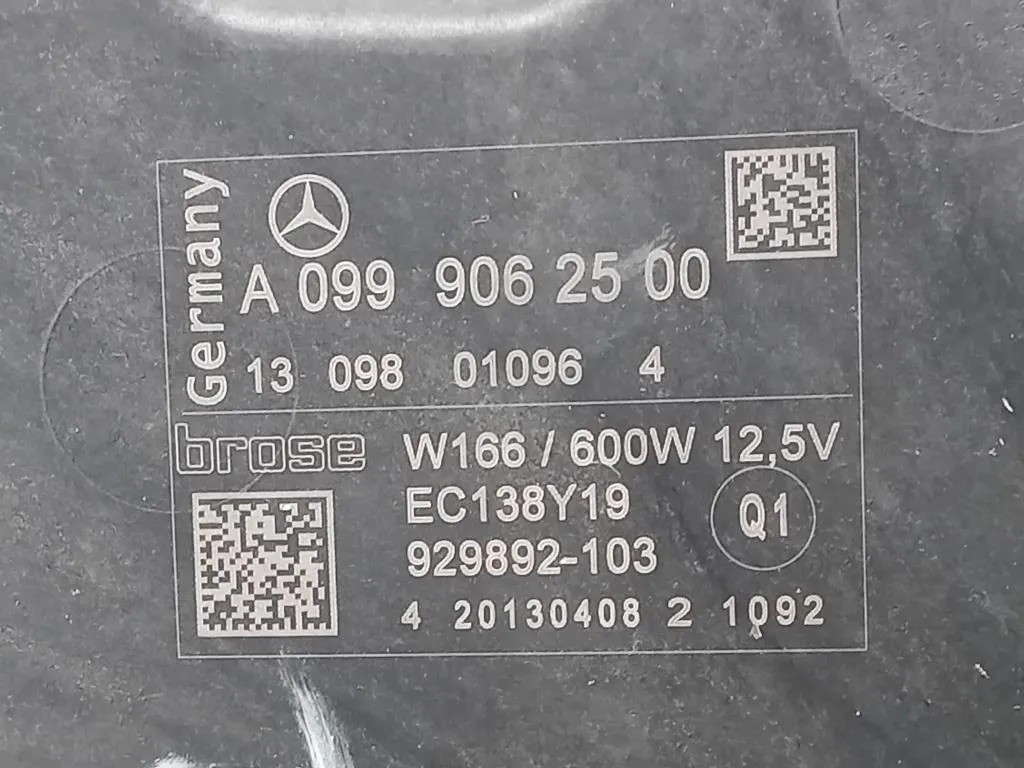 Germany
A 099 906 25 00
13 098 01096 4
brose W166 / 600W 12,5V
EC138Y19
Q1
929892-103
4 20130408 2 1092